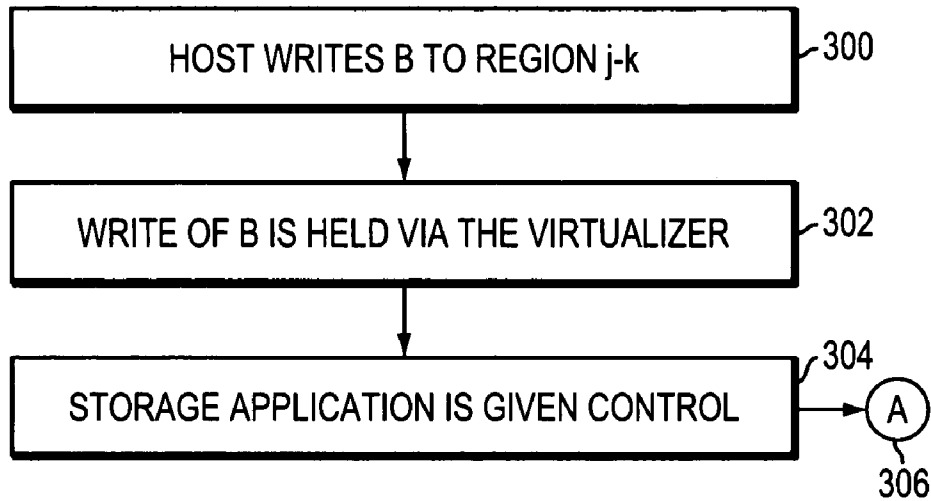 HOST WRITES B TO REGION j-k
300
WRITE OF B IS HELD VIA THE VIRTUALIZER
302
STORAGE APPLICATION IS GIVEN CONTROL
304
A
306